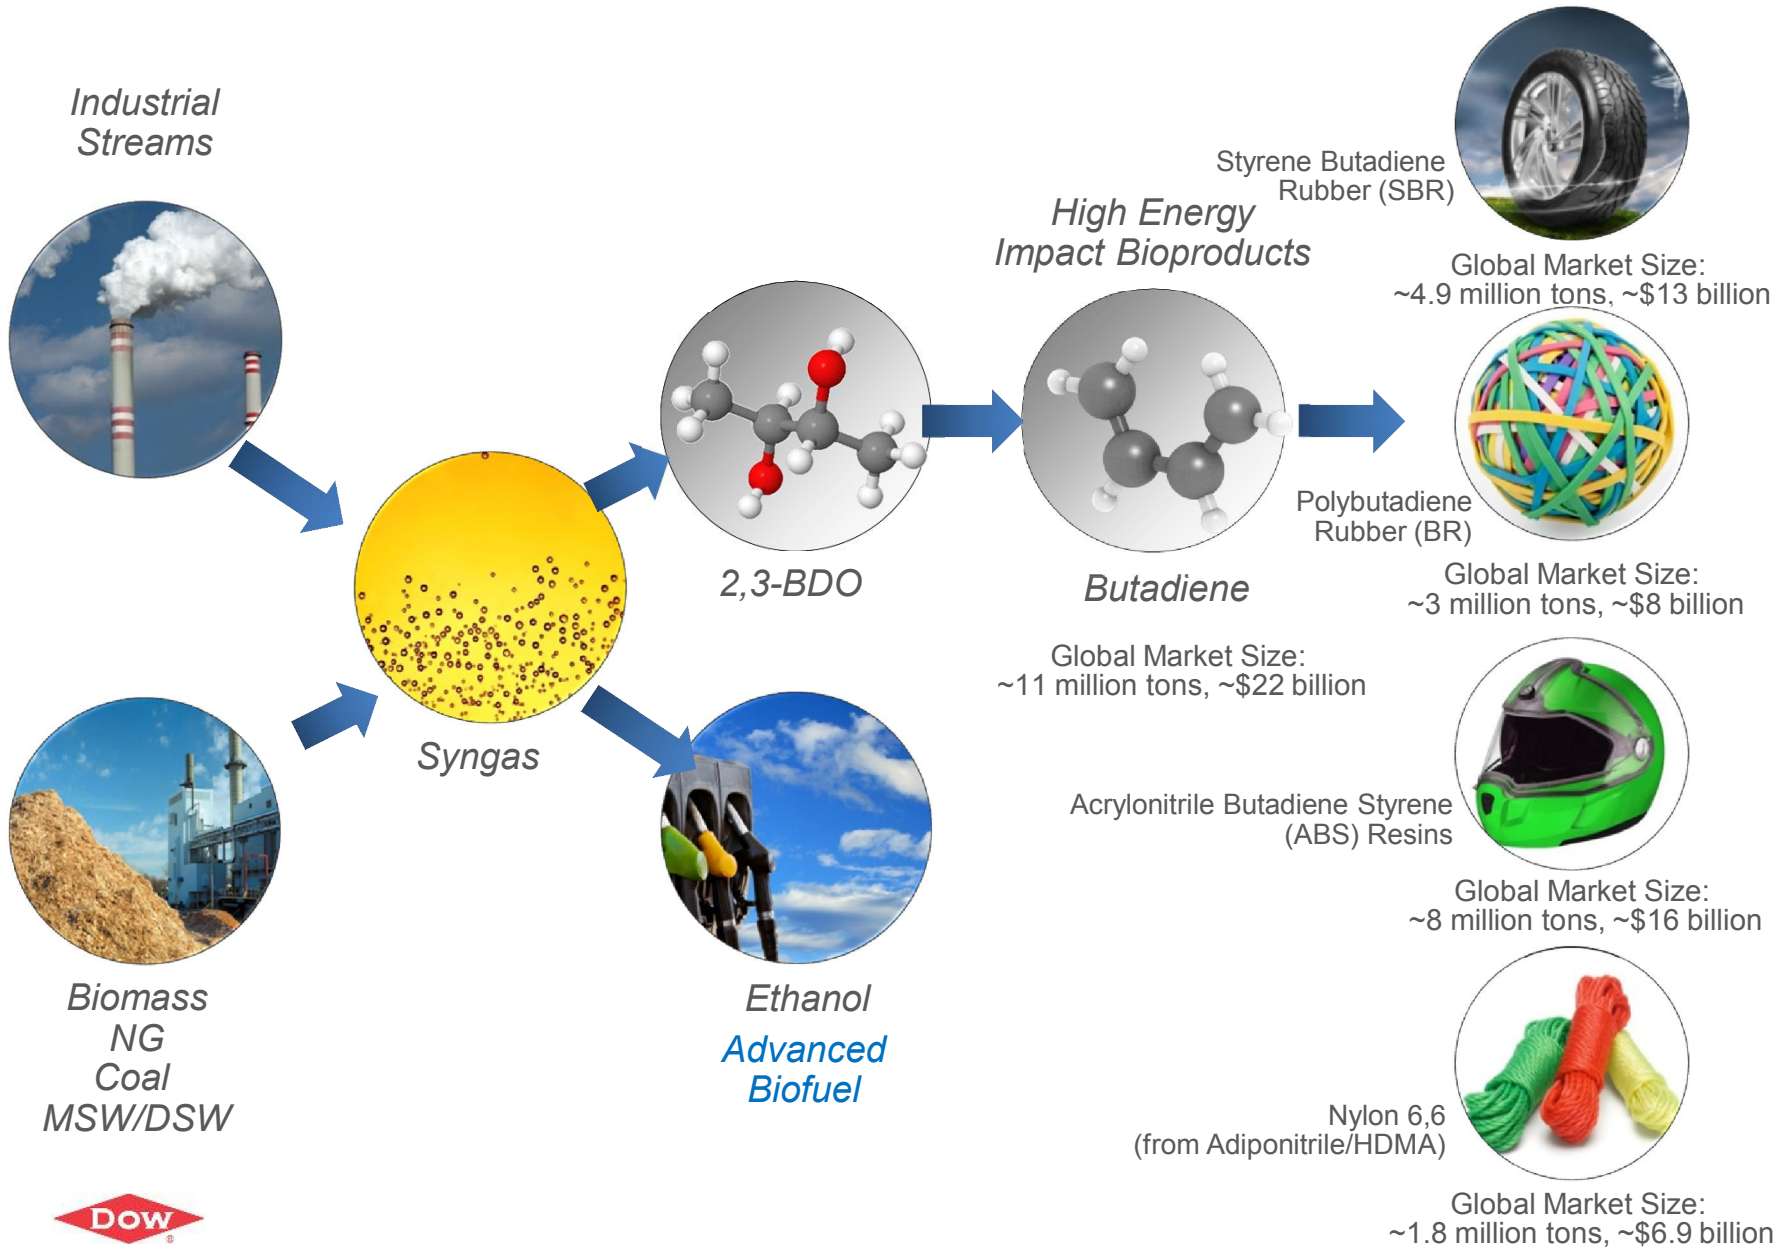 Industrial
Streams
Styrene Butadiene
Rubber (SBR)
High Energy
Impact Bioproducts
Global Market Size:
~4.9 million tons, ~$13 billion
Polybutadiene
Rubber (BR)
2,3-BDO
Butadiene
Global Market Size:
~3 million tons, ~$8 billion
Global Market Size:
~11 million tons, ~$22 billion
Syngas
Acrylonitrile Butadiene Styrene
(ABS) Resins
Global Market Size:
~8 million tons, ~$16 billion
Biomass
NG
Coal
MSW/DSW
Ethanol
Advanced
Biofuel
Nylon 6,6
(from Adiponitrile/HDMA)
Global Market Size:
~1.8 million tons, ~$6.9 billion
DOW
®